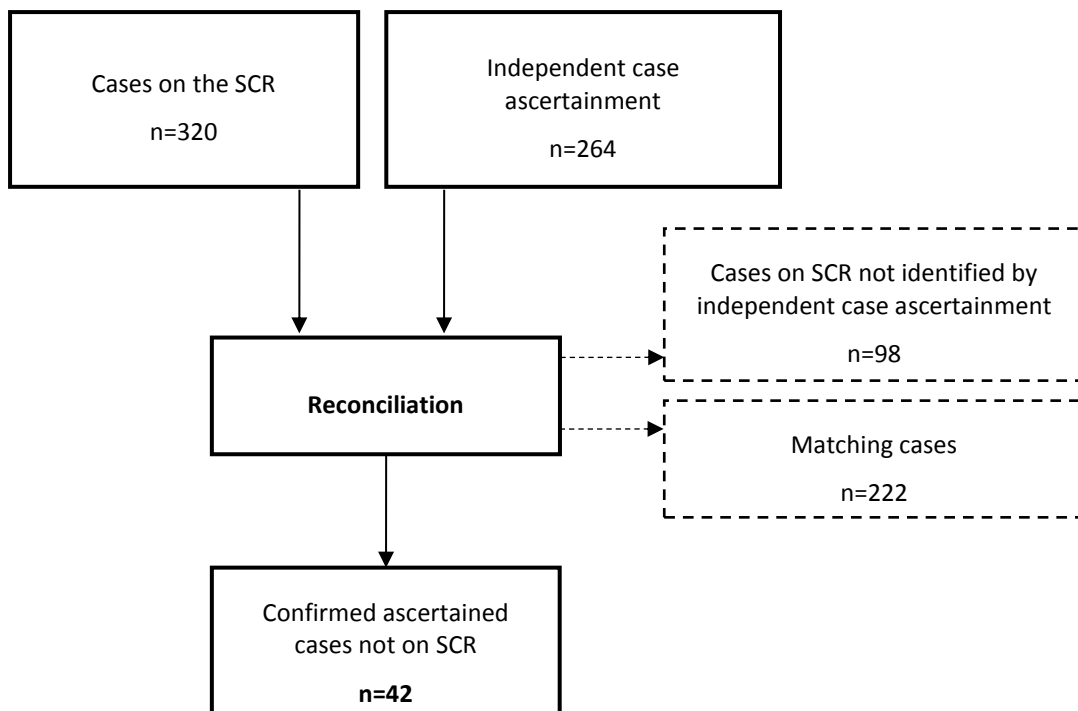 Cases on the SCR
n=320
Independent case
ascertainment
n=264
Cases on SCR not identified by
independent case ascertainment
n=98
Reconciliation
Matching cases
n=222
Confirmed ascertained
cases not on SCR
n=42